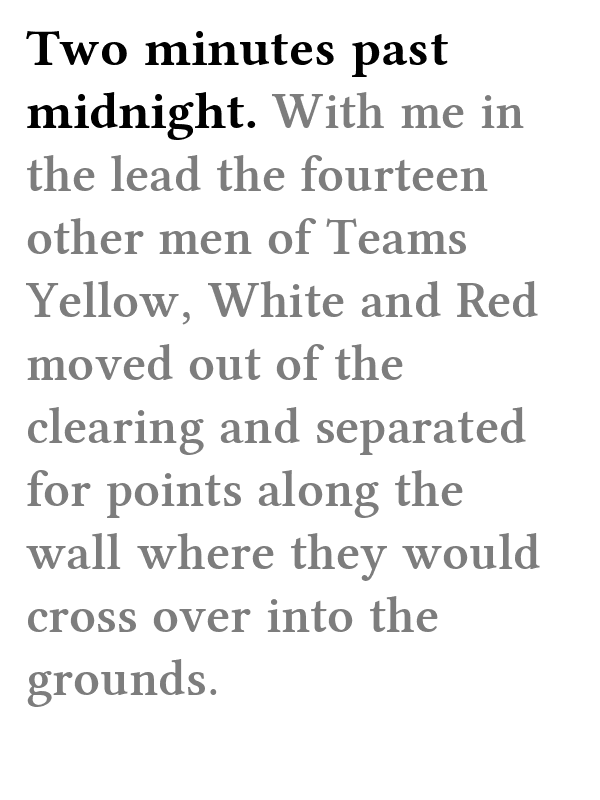 Two minutes past
midnight. With me in
the lead the fourteen
other men of Teams
Yellow, White and Red
moved out of the
clearing and separated
for points along the
wall where they would
cross over into the
grounds.